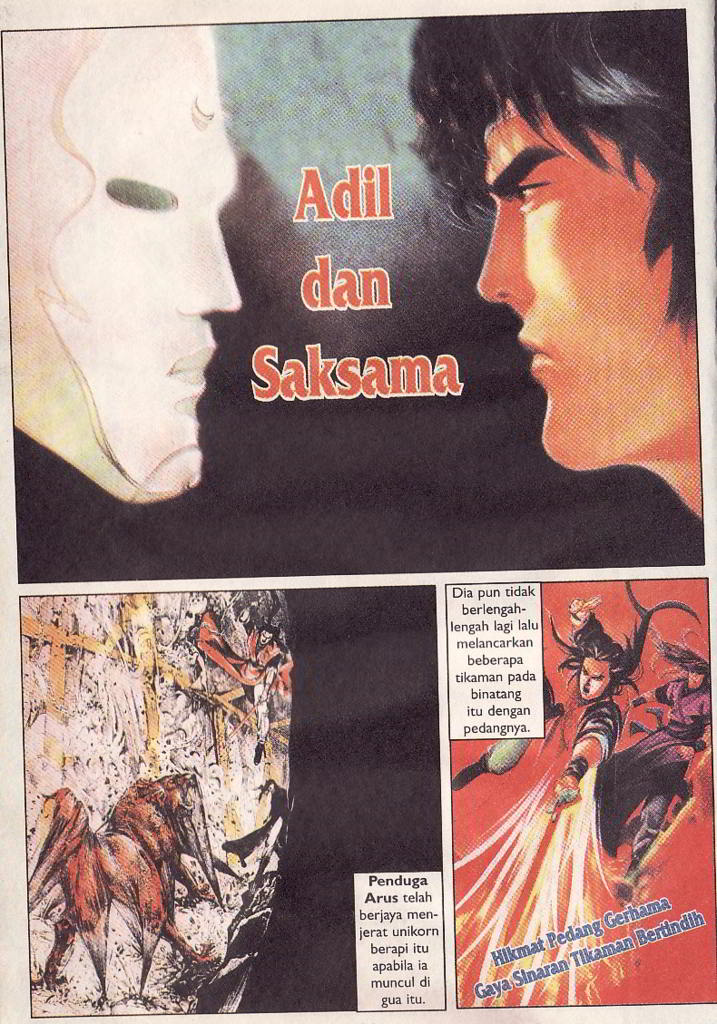 Adil
dan
Saksama
Dia pun tidak
berlengah-
lengah lagi lalu
melancarkan
beberapa
tikaman pada
binatang
itu dengan
pedangnya.
Penduga
Arus telah
berjaya men-
jerat unikorn
berapi itu
apabila ia
muncul di
gua itu.
Hikmat Pedang Gerhama
Gaya Sinaran Tikaman Bertindih